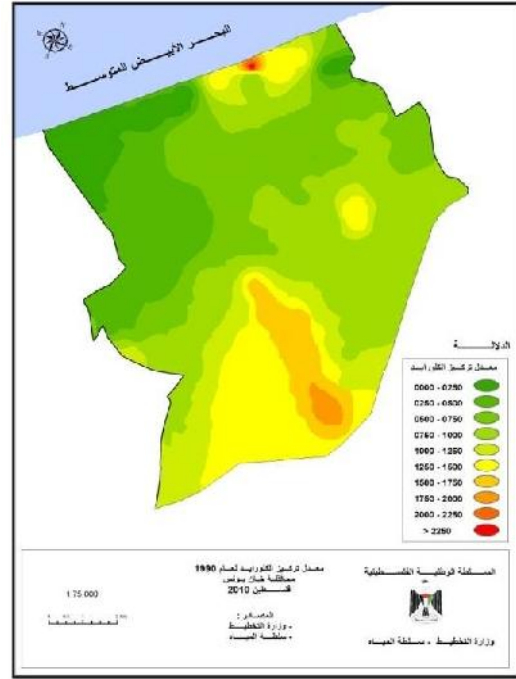 البحر الأبيض المتوسط
الدلالة
معدل تركيز الكلورايد
0000 - 0250
0250 - 0500
0500 - 0750
0750 - 1000
1000 - 1250
1250 - 1500
1500 - 1750
1750 - 2000
2000 - 2250
> 2250
معدل تركيز الكلورايد لعام 1990
محافظة خان يونس
فلسطين 2010
المصادر :
- وزارة التخطيط
- سلطة المياه
1:75 000
السلطة الوطنية الفلسطينية
وزارة التخطيط - سلطة المياه